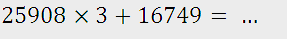 25908 × 3 + 16749 = ...